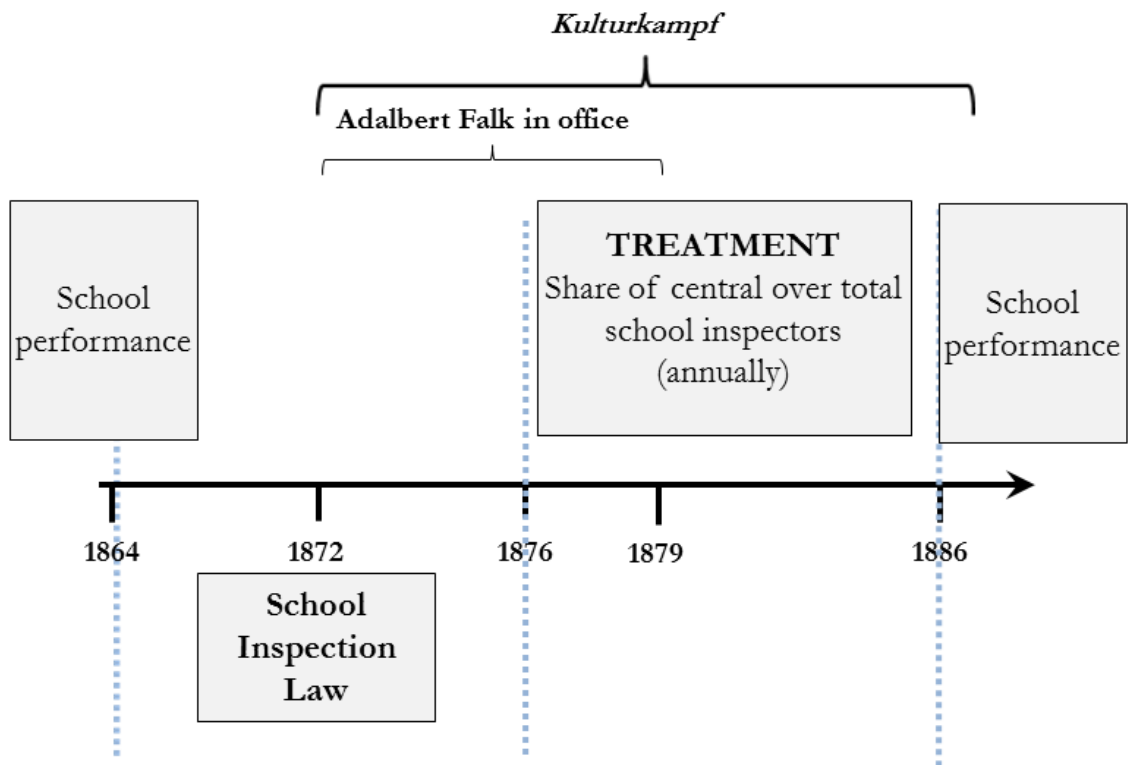 Kulturkampf
Adalbert Falk in office
School
performance
TREATMENT
Share of central over total
school inspectors
(annually)
School
performance
1864
1872
1876
1879
1886
School
Inspection
Law